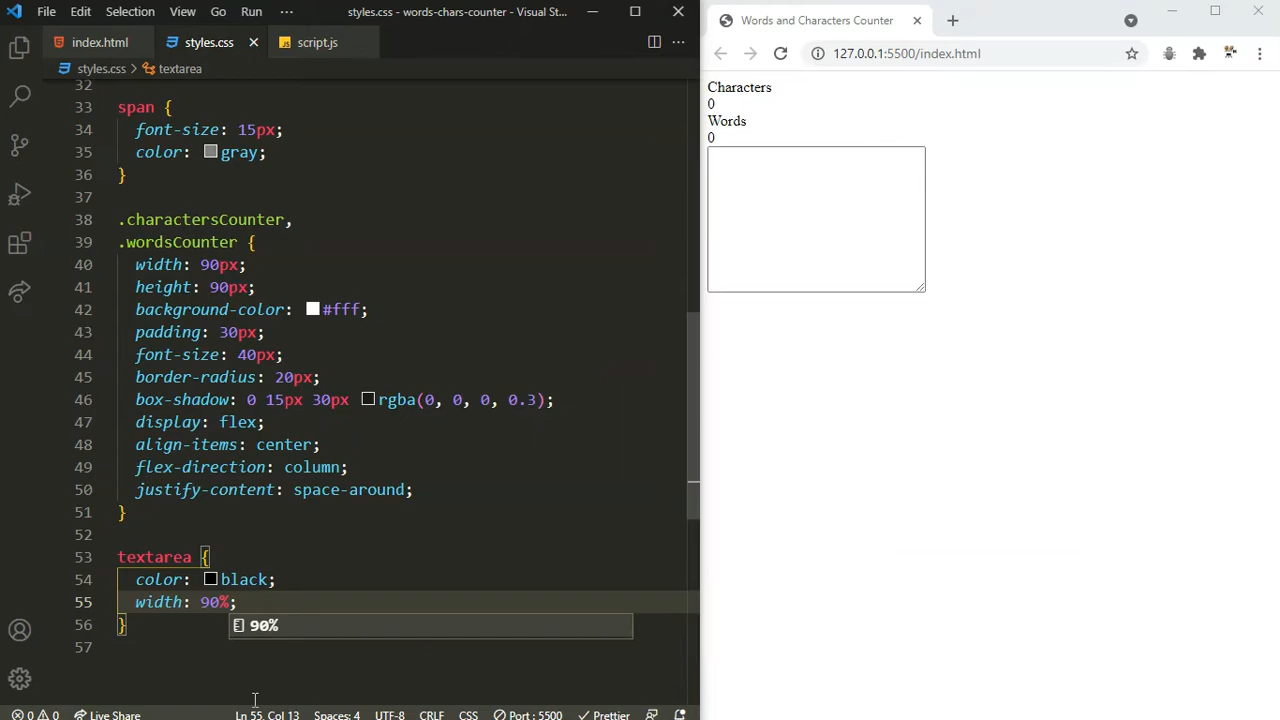 File Edit Selection View Go Run ··· styles.css - words-chars-counter - Visual St...
index.html styles.css script.js
styles.css > textarea
32
33 span {
34 font-size: 15px;
35 color: gray;
36 }
37
38 .charactersCounter,
39 .wordsCounter {
40 width: 90px;
41 height: 90px;
42 background-color: #fff;
43 padding: 30px;
44 font-size: 40px;
45 border-radius: 20px;
46 box-shadow: 0 15px 30px rgba(0, 0, 0, 0.3);
47 display: flex;
48 align-items: center;
49 flex-direction: column;
50 justify-content: space-around;
51 }
52
53 textarea {
54 color: black;
55 width: 90%;
56 }
90%
57
0 0 Live Share Ln 55, Col 13 Spaces: 4 UTF-8 CRLF CSS Port : 5500 Prettier
Words and Characters Counter
127.0.0.1:5500/index.html
Characters
0
Words
0